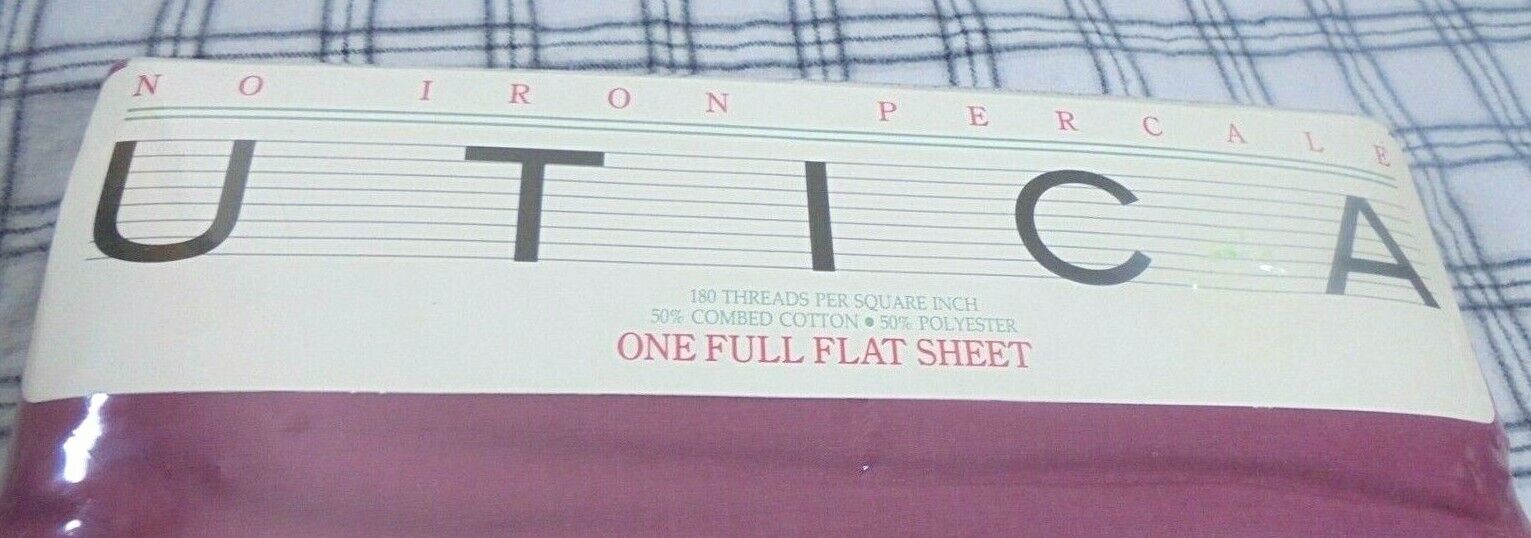 NO IRON PERCALE
UTICA
180 THREADS PER SQUARE INCH
50% COMBED COTTON • 50% POLYESTER
ONE FULL FLAT SHEET